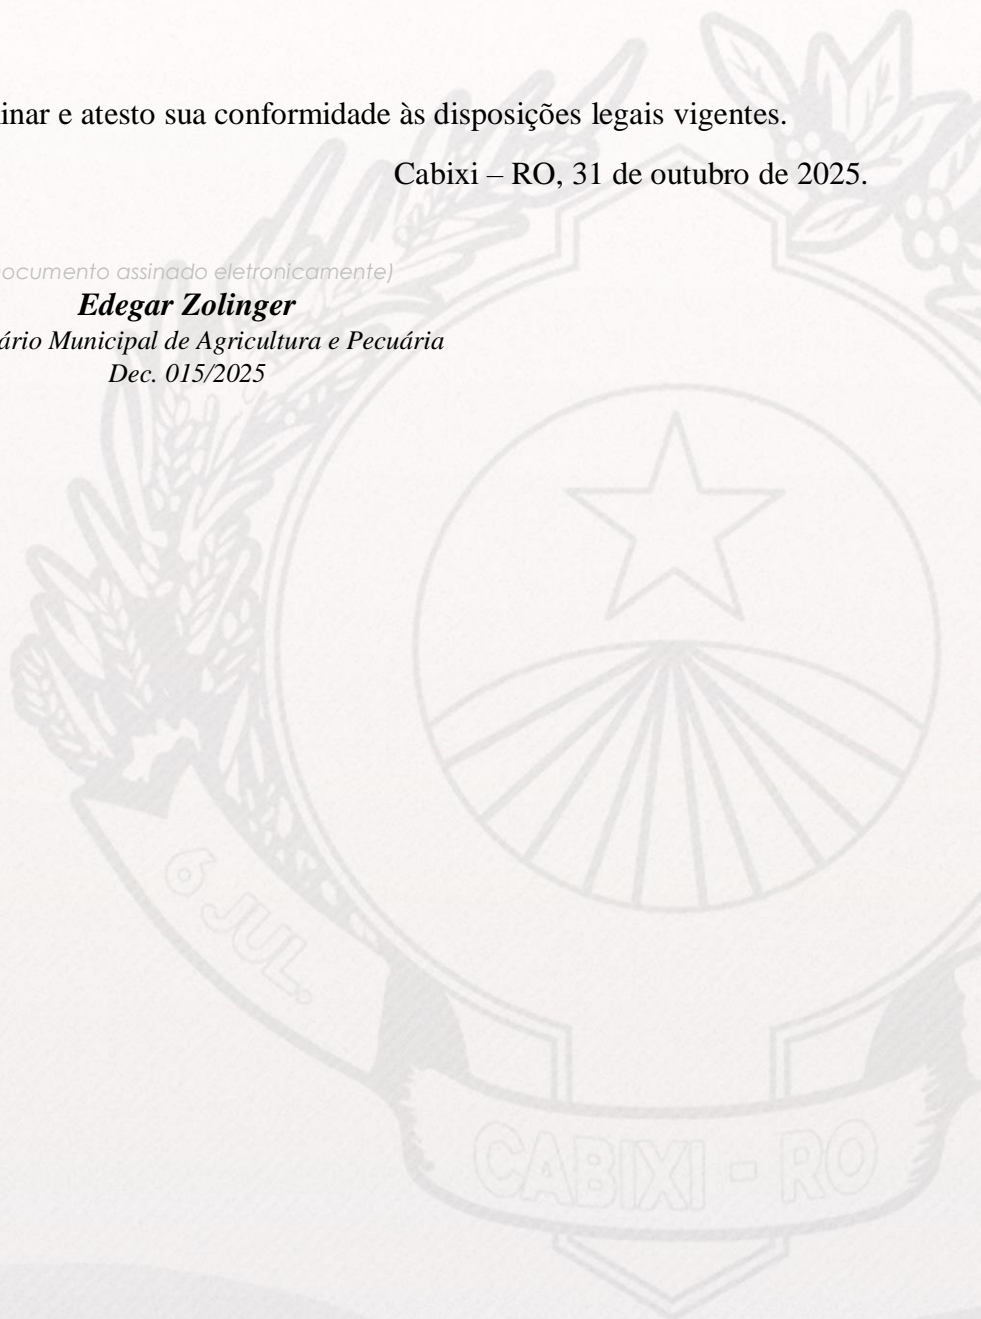 inar e atesto sua conformidade às disposições legais vigentes.
Cabixi – RO, 31 de outubro de 2025.
ocumento assinado eletronicamente)
Edegar Zolinger
ário Municipal de Agricultura e Pecuária
Dec. 015/2025
6 JUL.
CABIXI - RO